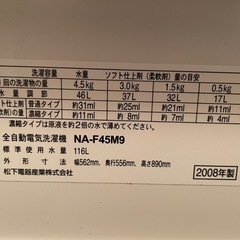 洗濯容量 水量 ソフト仕上剤(柔軟剤)量の目安
1回の洗濯物の量 4.5kg 3.0kg 1.5kg 0.5kg
水量 46L 37L 32L 17L
ソフト仕上剤 普通タイプ 約31ml 約25ml 約21ml 約11ml
の量 濃縮タイプ 約11ml 約9ml 約7ml 約4ml
濃縮タイプは原液を約2倍の水で薄めてください。
全自動電気洗濯機 NA-F45M9
標準使用水量 116L
外形寸法 幅562mm、奥行556mm、高さ890mm
松下電器産業株式会社 2008年製